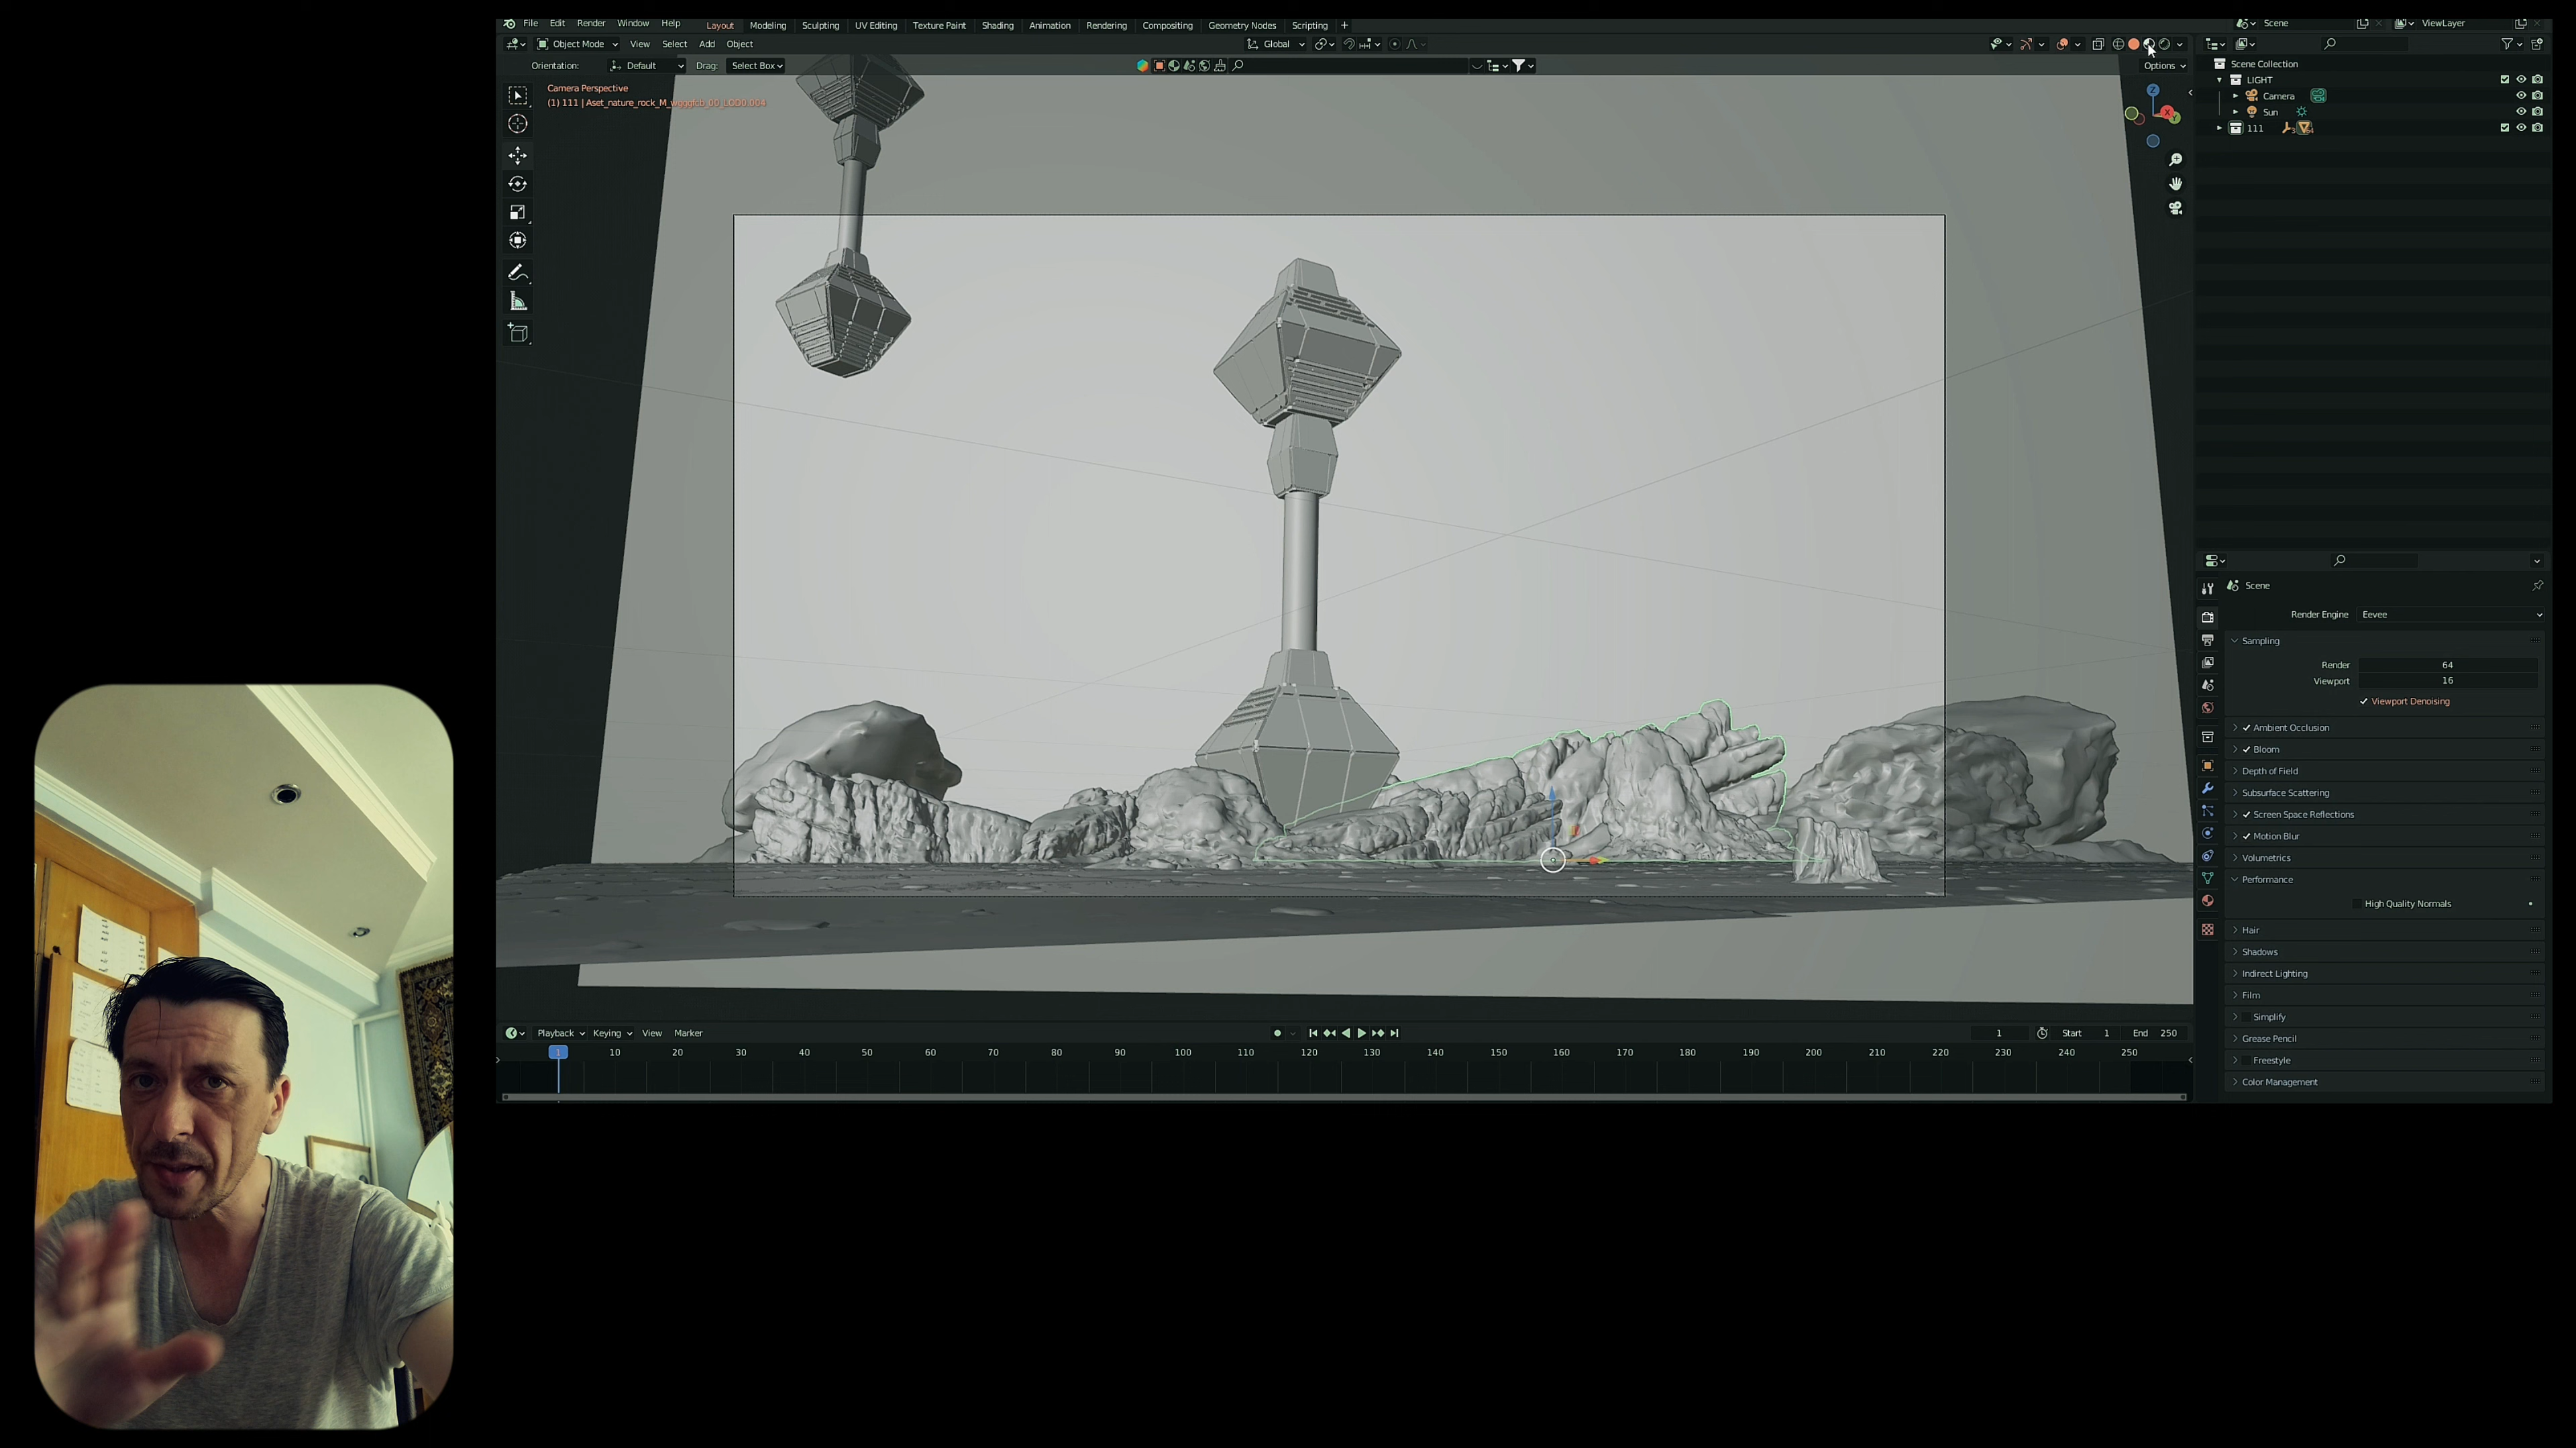 File Edit Render Window Help Layout Modeling Sculpting UV Editing Texture Paint Shading Animation Rendering Compositing Geometry Nodes Scripting +
Scene ViewLayer
Object Mode View Select Add Object Global
Orientation: Default Drag: Select Box
Options
Camera Perspective
(1) 111 | Aset_nature_rock_M_wgqglco_00_LOD0.004
Z
X
Y
Scene Collection
LIGHT
Camera
Sun
111
Scene
Render Engine Eevee
Sampling
Render 64
Viewport 16
Viewport Denoising
Ambient Occlusion
Bloom
Depth of Field
Subsurface Scattering
Screen Space Reflections
Motion Blur
Volumetrics
Performance
High Quality Normals
Hair
Shadows
Indirect Lighting
Film
Simplify
Grease Pencil
Freestyle
Color Management
Playback Keying View Marker 1 Start 1 End 250
1 10 20 30 40 50 60 70 80 90 100 110 120 130 140 150 160 170 180 190 200 210 220 230 240 250